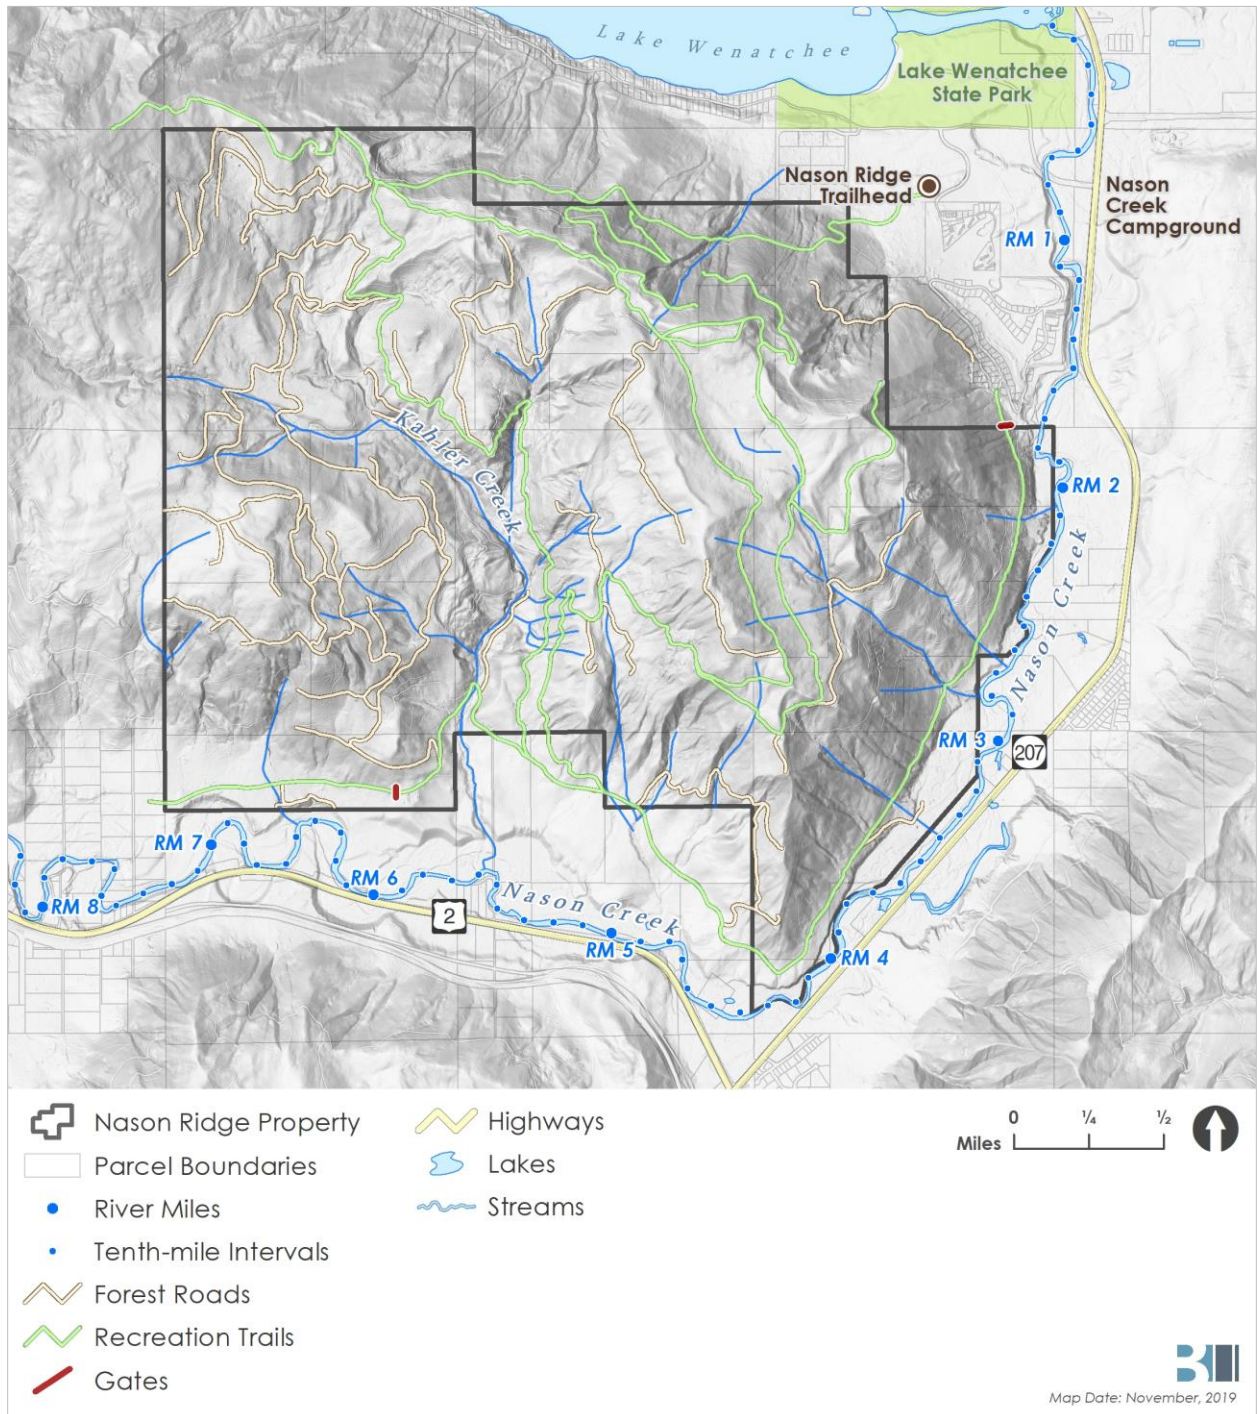 Lake Wenatchee
Lake Wenatchee
State Park
Nason Ridge
Trailhead
Nason
Creek
Campground
RM 1
Kahler Creek
RM 2
Nason Creek
RM 3
207
RM 7
RM 6
RM 8
2
Nason Creek
RM 5
RM 4
Nason Ridge Property
Parcel Boundaries
River Miles
Tenth-mile Intervals
Forest Roads
Recreation Trails
Gates
Highways
Lakes
Streams
0 ¼ ½
Miles
Map Date: November, 2019